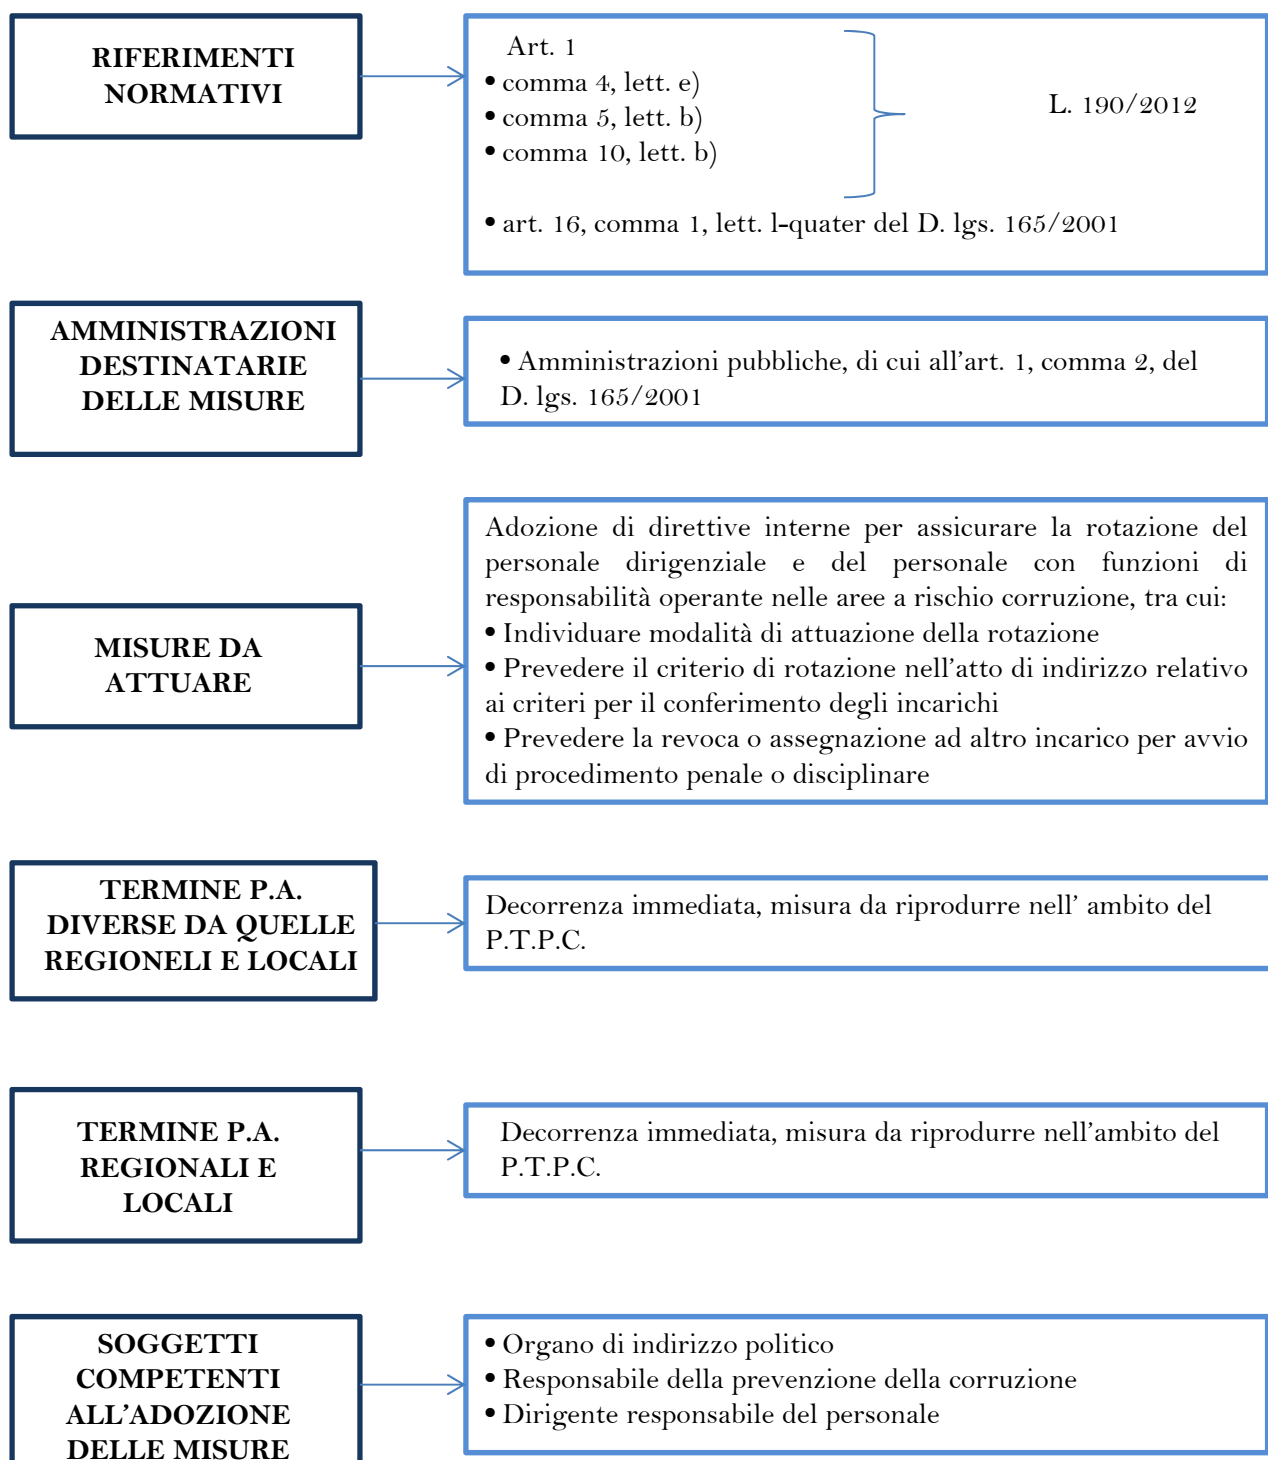 RIFERIMENTI
NORMATIVI
Art. 1
• comma 4, lett. e)
• comma 5, lett. b)
• comma 10, lett. b)
L. 190/2012
• art. 16, comma 1, lett. l-quater del D. lgs. 165/2001
AMMINISTRAZIONI
DESTINATARIE
DELLE MISURE
• Amministrazioni pubbliche, di cui all’art. 1, comma 2, del
D. lgs. 165/2001
MISURE DA
ATTUARE
Adozione di direttive interne per assicurare la rotazione del
personale dirigenziale e del personale con funzioni di
responsabilità operante nelle aree a rischio corruzione, tra cui:
• Individuare modalità di attuazione della rotazione
• Prevedere il criterio di rotazione nell’atto di indirizzo relativo
ai criteri per il conferimento degli incarichi
• Prevedere la revoca o assegnazione ad altro incarico per avvio
di procedimento penale o disciplinare
TERMINE P.A.
DIVERSE DA QUELLE
REGIONELI E LOCALI
Decorrenza immediata, misura da riprodurre nell’ ambito del
P.T.P.C.
TERMINE P.A.
REGIONALI E
LOCALI
Decorrenza immediata, misura da riprodurre nell’ambito del
P.T.P.C.
SOGGETTI
COMPETENTI
ALL’ADOZIONE
DELLE MISURE
• Organo di indirizzo politico
• Responsabile della prevenzione della corruzione
• Dirigente responsabile del personale